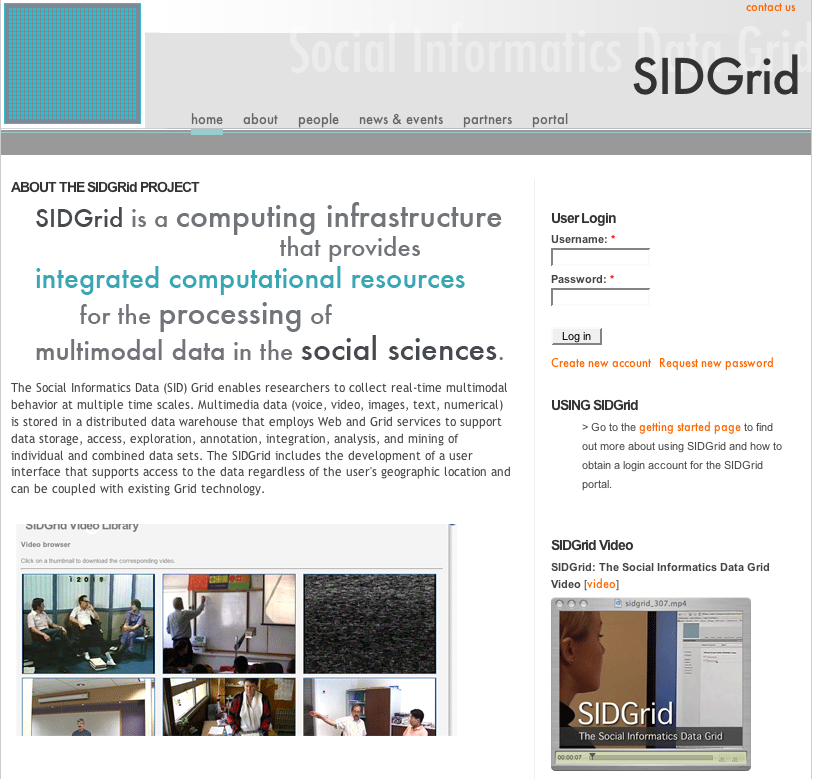 contact us
Social Informatics Data Grid
SIDGrid
home about people news & events partners portal
ABOUT THE SIDGRid PROJECT
SIDGrid is a computing infrastructure
that provides
integrated computational resources
for the processing of
multimodal data in the social sciences.
The Social Informatics Data (SID) Grid enables researchers to collect real-time multimodal
behavior at multiple time scales. Multimedia data (voice, video, images, text, numerical)
is stored in a distributed data warehouse that employs Web and Grid services to support
data storage, access, exploration, annotation, integration, analysis, and mining of
individual and combined data sets. The SIDGrid includes the development of a user
interface that supports access to the data regardless of the user's geographic location and
can be coupled with existing Grid technology.
SIDGrid Video Library
Video browser
Click on a thumbnail to download the corresponding video.
User Login
Username: *
Password: *
Log in
Create new account Request new password
USING SIDGrid
> Go to the getting started page to find
out more about using SIDGrid and how to
obtain a login account for the SIDGrid
portal.
SIDGrid Video
SIDGrid: The Social Informatics Data Grid
Video [video]
sidgrid_307.mp4
SIDGrid
The Social Informatics Data Grid
00:00:07